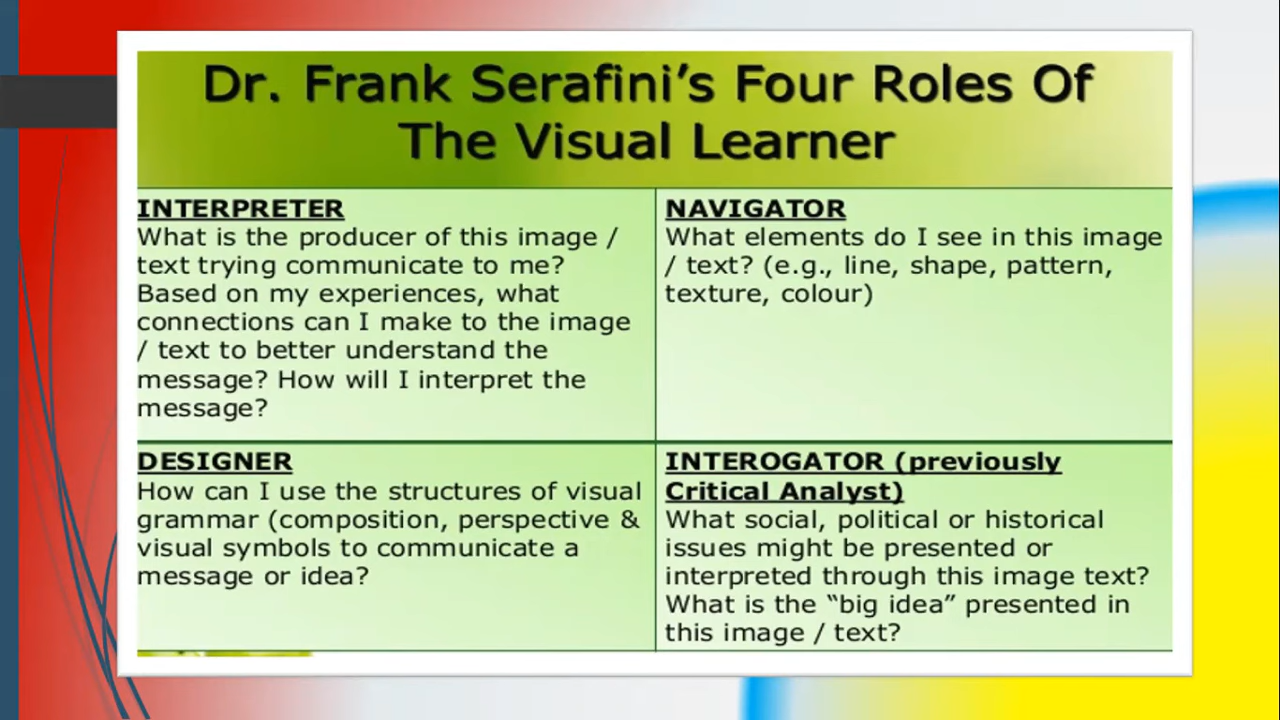 Dr. Frank Serafini’s Four Roles Of
The Visual Learner
INTERPRETER
What is the producer of this image /
text trying communicate to me?
Based on my experiences, what
connections can I make to the image
/ text to better understand the
message? How will I interpret the
message?
NAVIGATOR
What elements do I see in this image
/ text? (e.g., line, shape, pattern,
texture, colour)
DESIGNER
How can I use the structures of visual
grammar (composition, perspective &
visual symbols to communicate a
message or idea?
INTEROGATOR (previously
Critical Analyst)
What social, political or historical
issues might be presented or
interpreted through this image text?
What is the “big idea” presented in
this image / text?